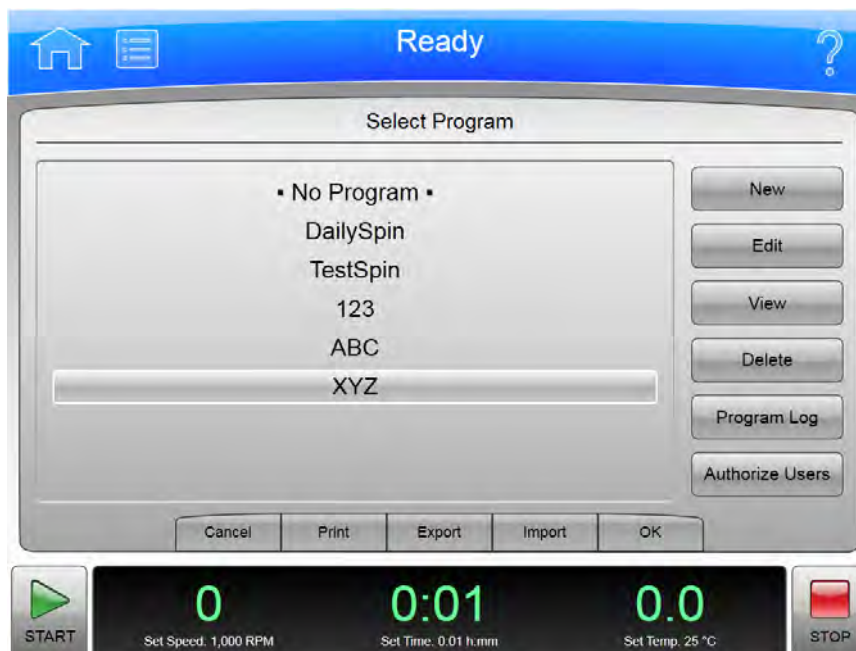 Ready
?
Select Program
▪ No Program ▪
DailySpin
TestSpin
123
ABC
XYZ
New
Edit
View
Delete
Program Log
Authorize Users
Cancel Print Export Import OK
START
0 0:01 0.0
Set Speed. 1,000 RPM Set Time. 0.01 h:mm Set Temp. 25 °C
STOP